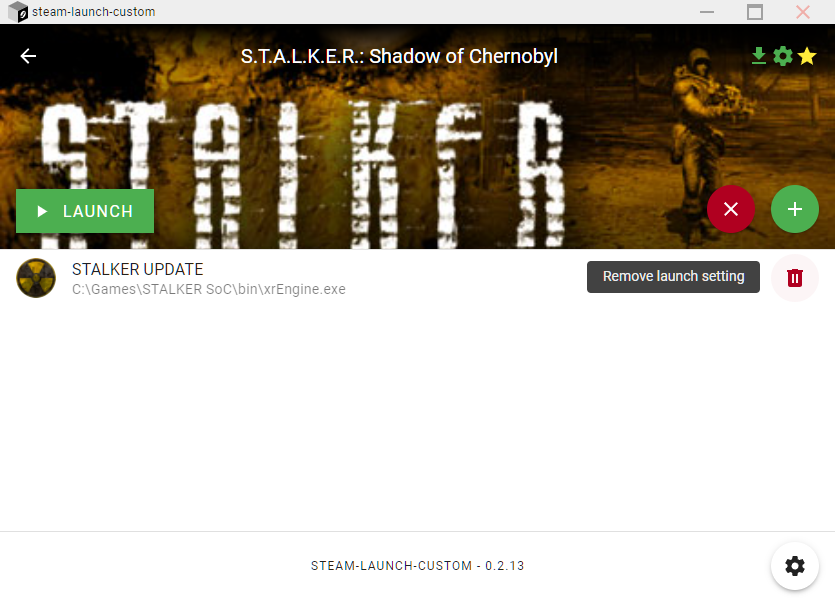 steam-launch-custom
S.T.A.L.K.E.R.: Shadow of Chernobyl
STALKER
LAUNCH
STALKER UPDATE
C:\Games\STALKER SoC\bin\xrEngine.exe
Remove launch setting
STEAM-LAUNCH-CUSTOM - 0.2.13